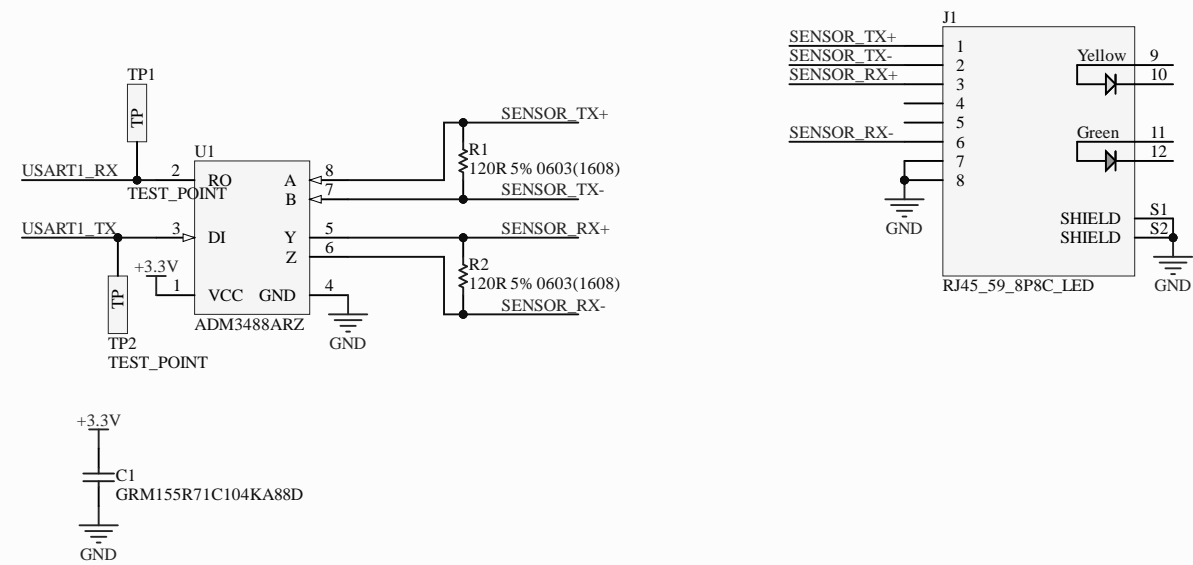 TP1
TP
USART1_RX
2
TEST_POINT
U1
RO
A
8
B
7
USART1_TX
3
DI
Y
5
Z
6
+3.3V
1
VCC
GND
4
ADM3488ARZ
GND
TP
TP2
TEST_POINT
SENSOR_TX+
R1
120R 5% 0603(1608)
SENSOR_TX-
SENSOR_RX+
R2
120R 5% 0603(1608)
SENSOR_RX-
+3.3V
C1
GRM155R71C104KA88D
GND
J1
SENSOR_TX+
1
SENSOR_TX-
2
SENSOR_RX+
3
4
5
SENSOR_RX-
6
7
8
GND
Yellow
9
10
Green
11
12
SHIELD
S1
SHIELD
S2
GND
RJ45_59_8P8C_LED